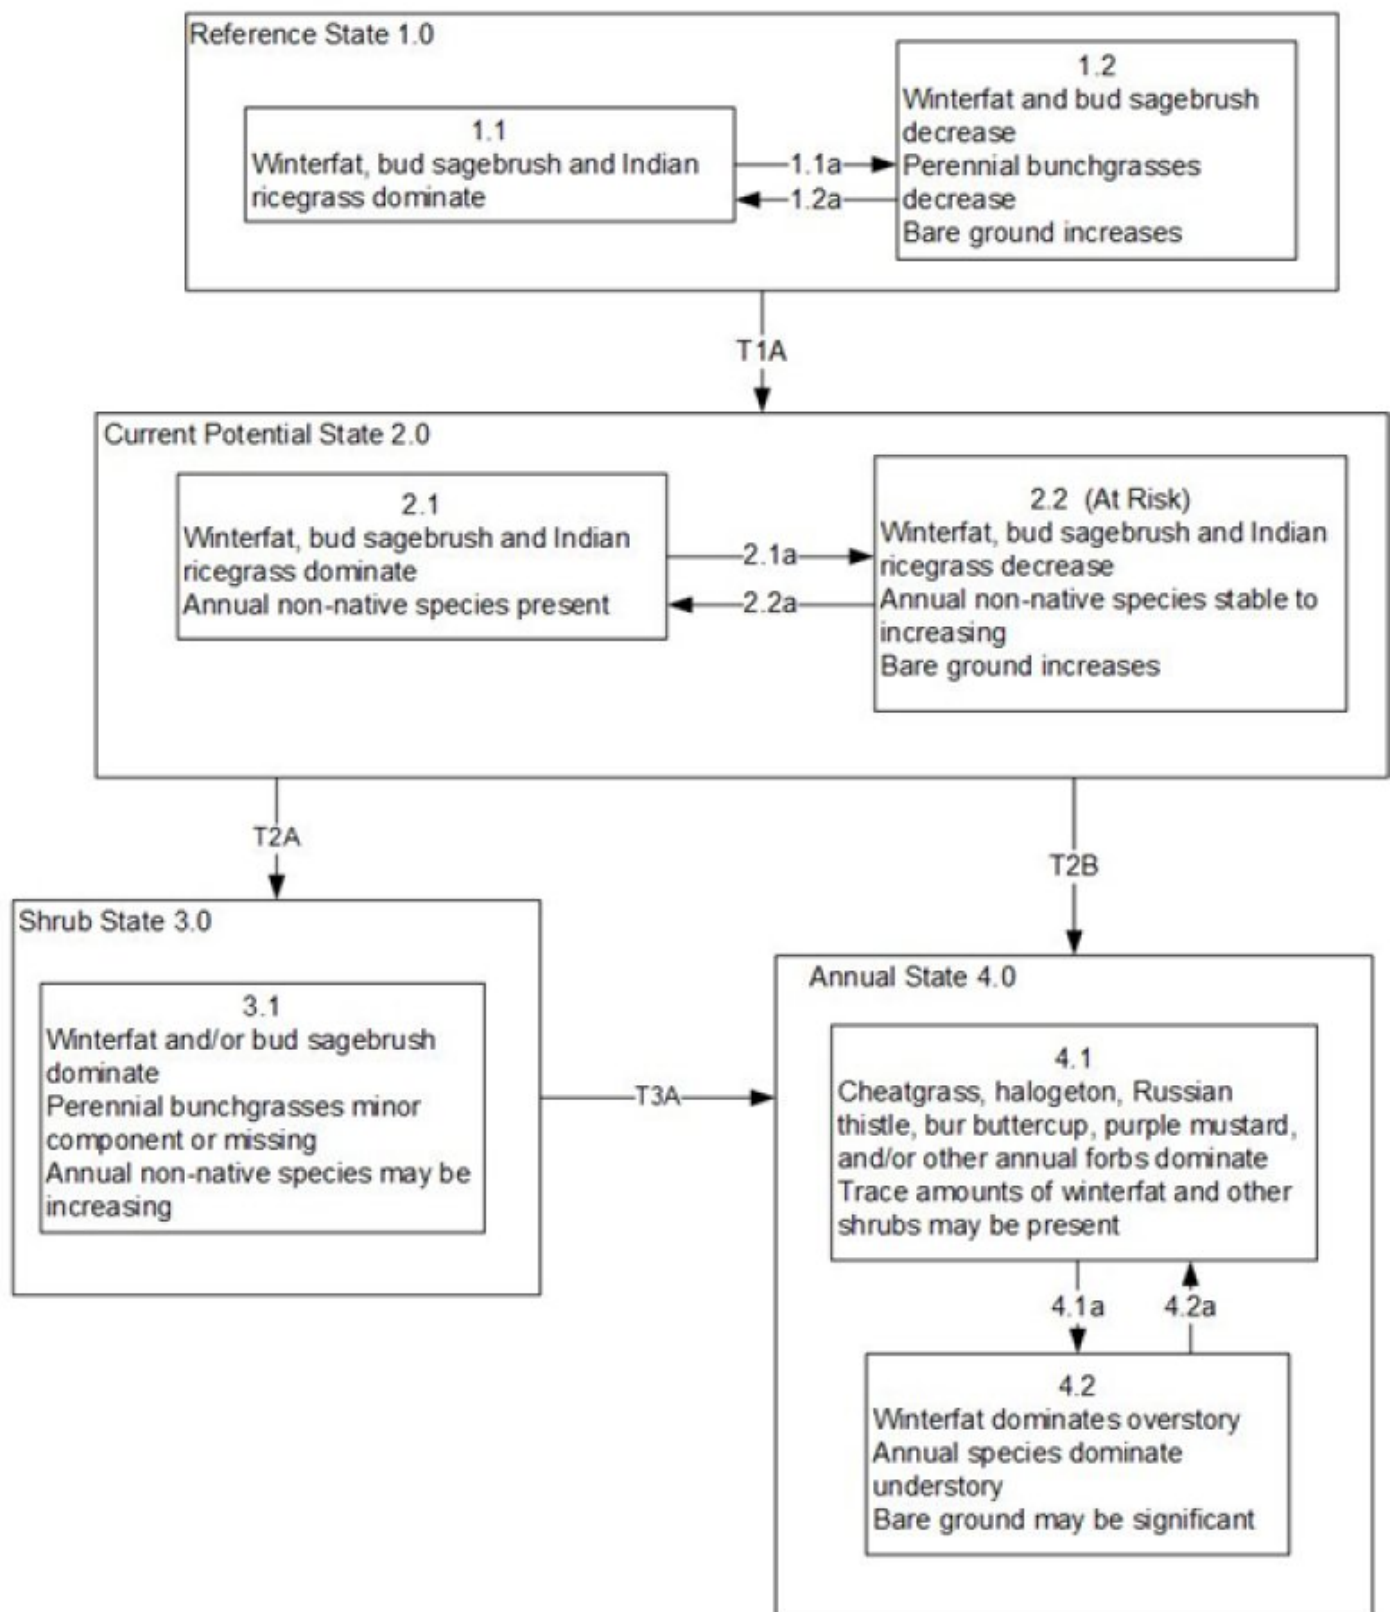 Reference State 1.0
1.1
Winterfat, bud sagebrush and Indian
ricegrass dominate
1.1a
1.2a
1.2
Winterfat and bud sagebrush
decrease
Perennial bunchgrasses
decrease
Bare ground increases
T1A
Current Potential State 2.0
2.1
Winterfat, bud sagebrush and Indian
ricegrass dominate
Annual non-native species present
2.1a
2.2a
2.2 (At Risk)
Winterfat, bud sagebrush and Indian
ricegrass decrease
Annual non-native species stable to
increasing
Bare ground increases
T2A
T2B
Shrub State 3.0
3.1
Winterfat and/or bud sagebrush
dominate
Perennial bunchgrasses minor
component or missing
Annual non-native species may be
increasing
T3A
Annual State 4.0
4.1
Cheatgrass, halogeton, Russian
thistle, bur buttercup, purple mustard,
and/or other annual forbs dominate
Trace amounts of winterfat and other
shrubs may be present
4.1a
4.2a
4.2
Winterfat dominates overstory
Annual species dominate
understory
Bare ground may be significant